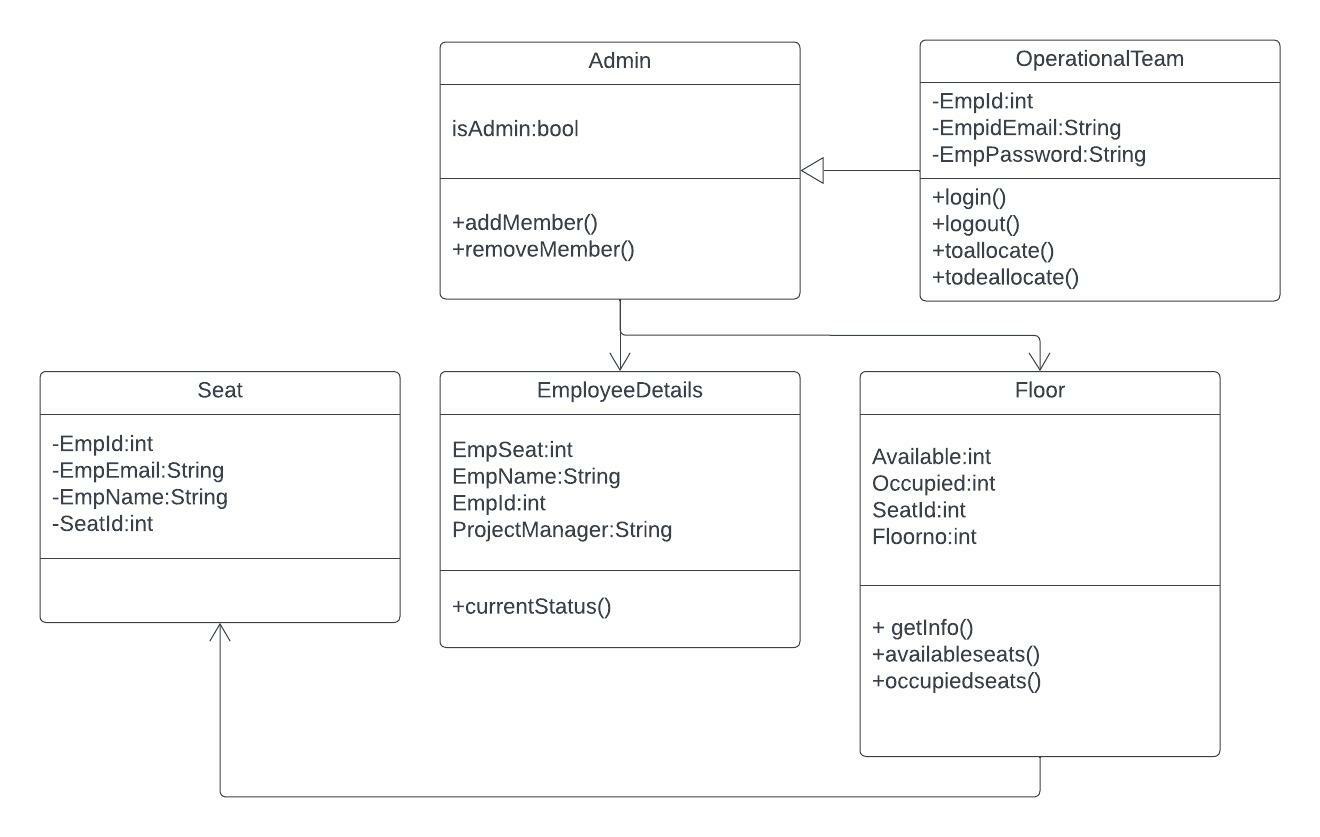 Admin
isAdmin:bool
+addMember()
+removeMember()
OperationalTeam
-EmpId:int
-EmpidEmail:String
-EmpPassword:String
+login()
+logout()
+toallocate()
+todeallocate()
Seat
-EmpId:int
-EmpEmail:String
-EmpName:String
-SeatId:int
EmployeeDetails
EmpSeat:int
EmpName:String
EmpId:int
ProjectManager:String
+currentStatus()
Floor
Available:int
Occupied:int
SeatId:int
Floorno:int
+ getInfo()
+availableseats()
+occupiedseats()